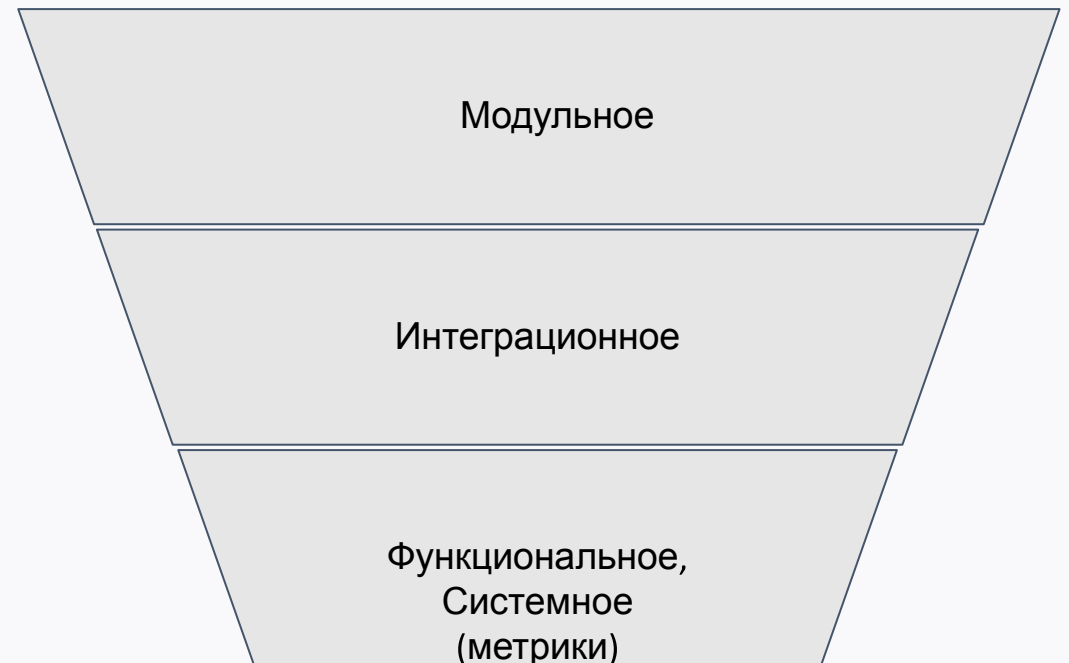 Модульное
Интеграционное
Функциональное,
Системное
(метрики)